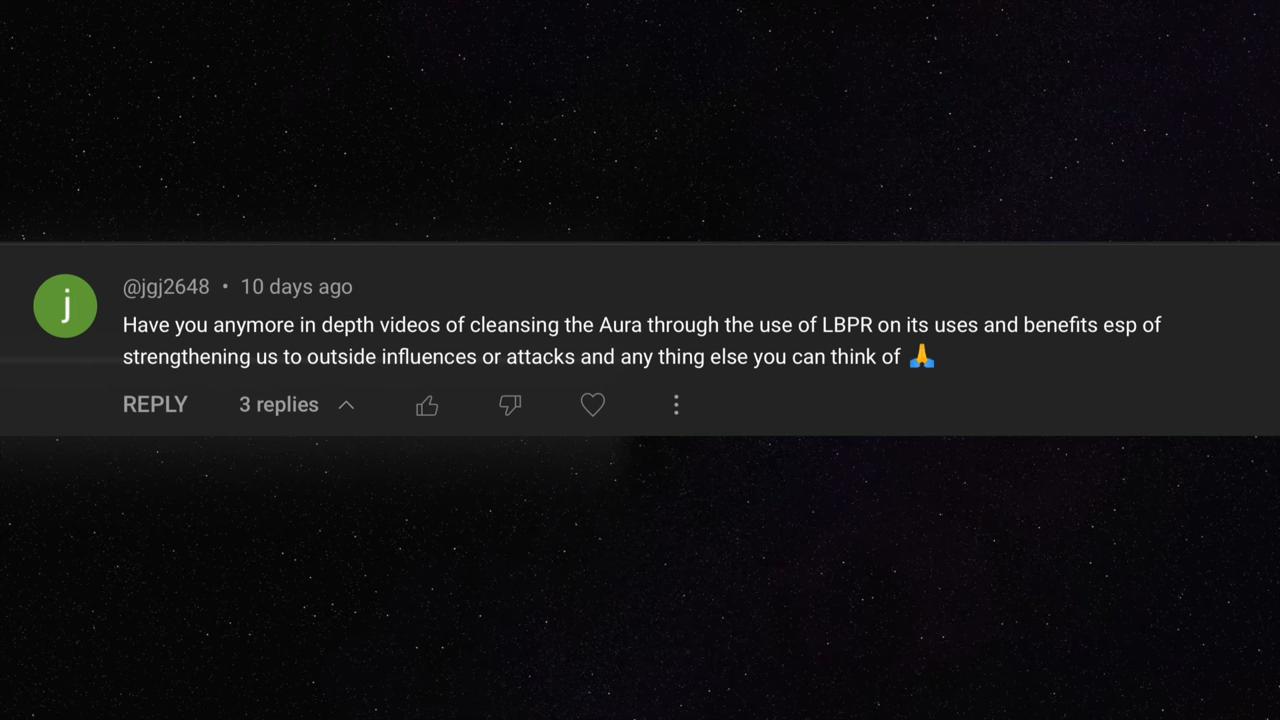 j
@jgj2648 • 10 days ago
Have you anymore in depth videos of cleansing the Aura through the use of LBPR on its uses and benefits esp of
strengthening us to outside influences or attacks and any thing else you can think of 🙏
REPLY 3 replies